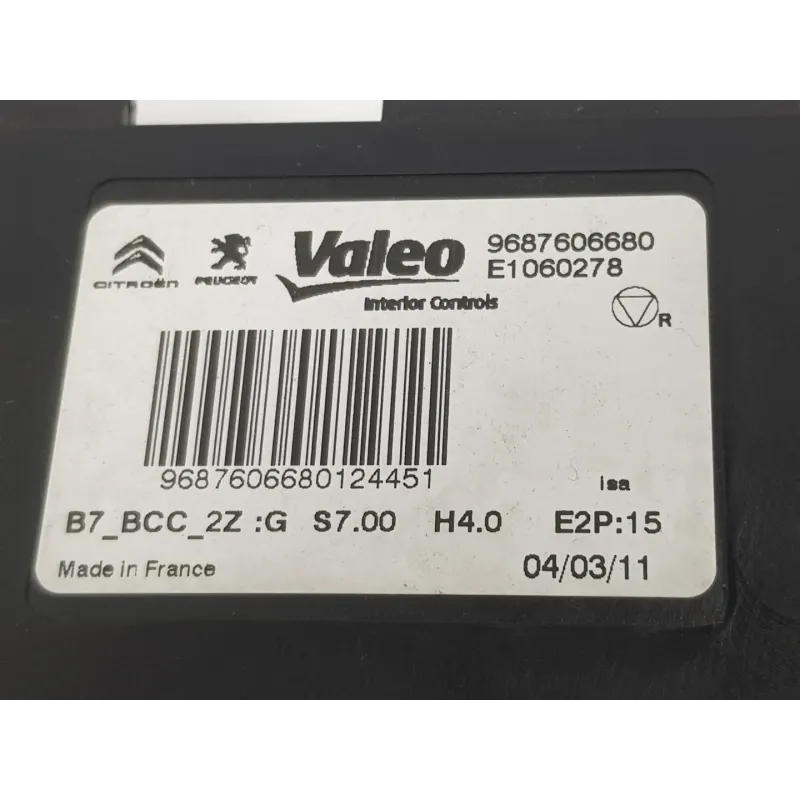 CITROËN PEUGEOT Valeo 9687606680
E1060278
Interior Controls
R
9687606680124451
isa
B7_BCC_2Z :G S7.00 H4.0 E2P:15
Made in France 04/03/11